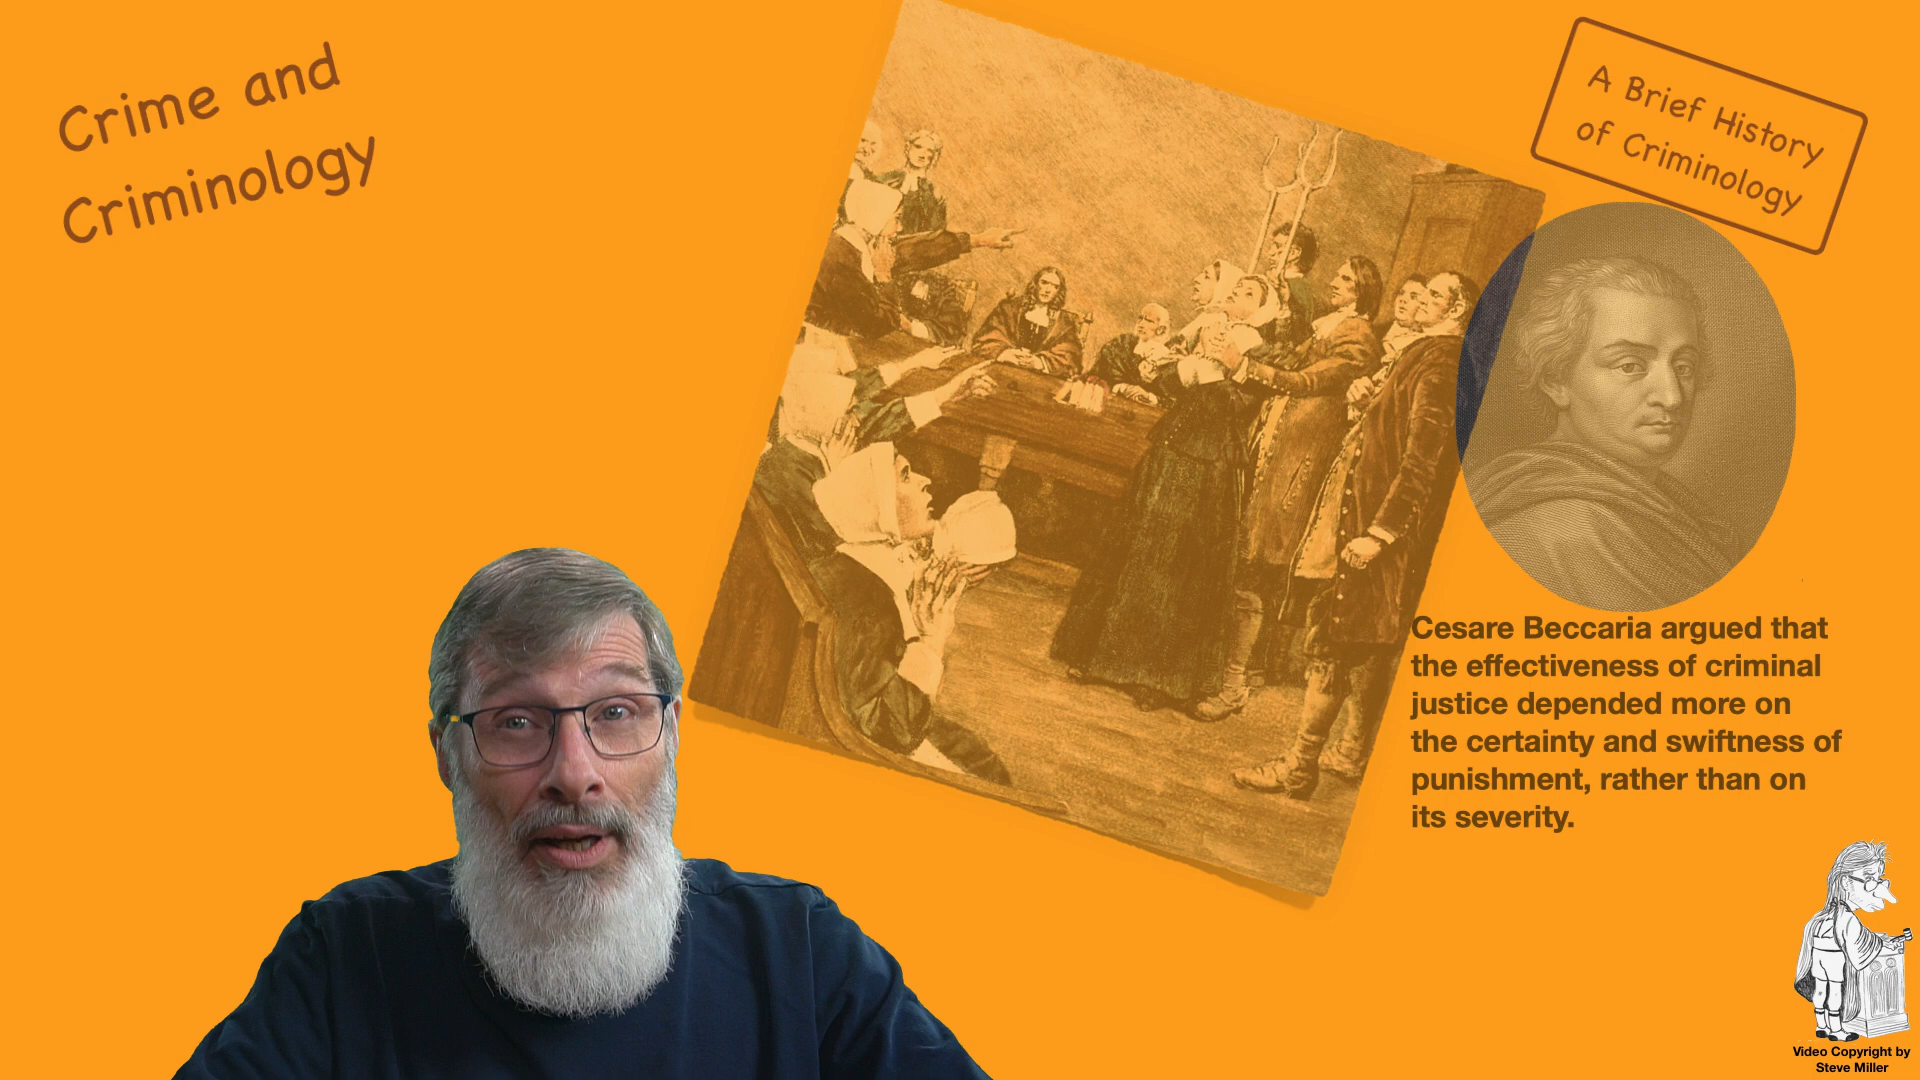 Crime and
Criminology
A Brief History
of Criminology
Cesare Beccaria argued that
the effectiveness of criminal
justice depended more on
the certainty and swiftness of
punishment, rather than on
its severity.
Video Copyright by
Steve Miller